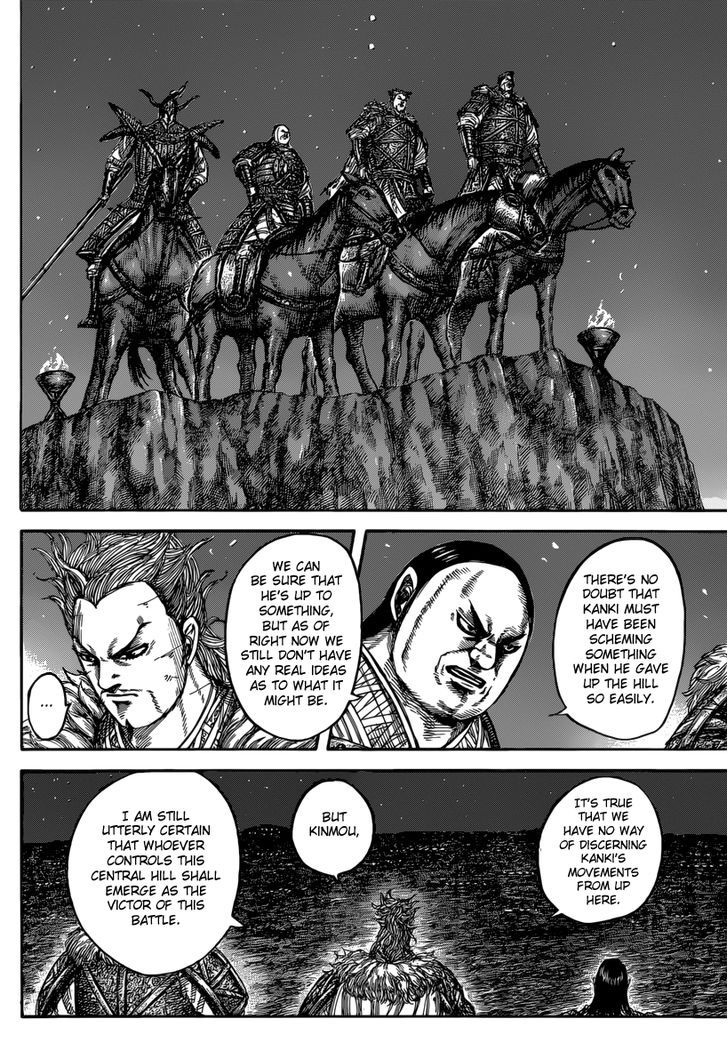 THERE'S NO
DOUBT THAT
KANKI MUST
HAVE BEEN
SCHEMING
SOMETHING
WHEN HE GAVE
UP THE HILL
SO EASILY.
WE CAN
BE SURE THAT
HE'S UP TO
SOMETHING,
BUT AS OF
RIGHT NOW WE
STILL DON'T HAVE
ANY REAL IDEAS
AS TO WHAT IT
MIGHT BE.
...
IT'S TRUE
THAT WE
HAVE NO WAY
OF DISCERNING
KANKI'S
MOVEMENTS
FROM UP
HERE.
BUT
KINMOU,
I AM STILL
UTTERLY CERTAIN
THAT WHOEVER
CONTROLS THIS
CENTRAL HILL SHALL
EMERGE AS THE
VICTOR OF THIS
BATTLE.